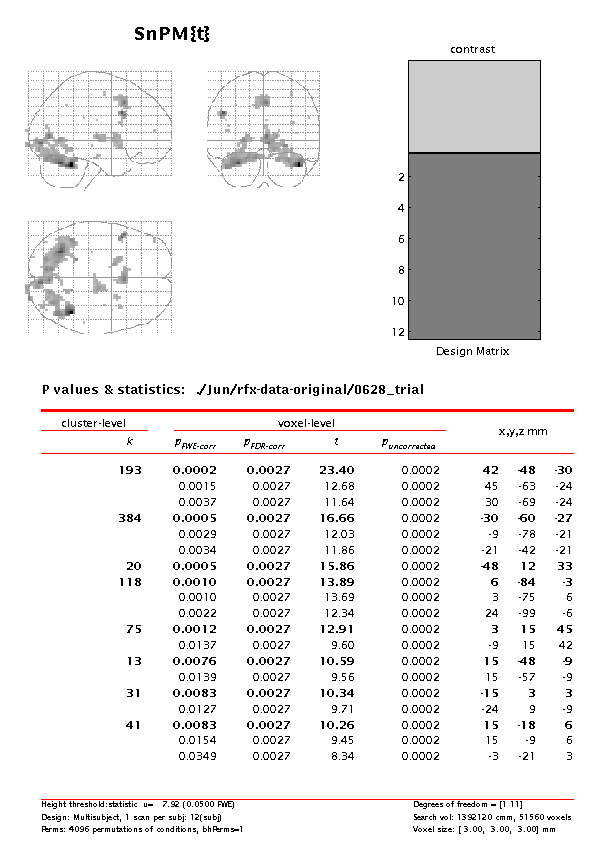 SnPM{t}
contrast
2
4
6
8
10
12
Design Matrix
P values & statistics: ./Jun/rfx-data-original/0628_trial
cluster-level voxel-level x,y,z mm
k pFWE-corr pFDR-corr t puncorrected
193 0.0002 0.0027 23.40 0.0002 42 -48 -30
0.0015 0.0027 12.68 0.0002 45 -63 -24
0.0037 0.0027 11.64 0.0002 30 -69 -24
384 0.0005 0.0027 16.66 0.0002 -30 -60 -27
0.0029 0.0027 12.03 0.0002 -9 -78 -21
0.0034 0.0027 11.86 0.0002 -21 -42 -21
20 0.0005 0.0027 15.86 0.0002 -48 12 33
118 0.0010 0.0027 13.89 0.0002 6 -84 -3
0.0010 0.0027 13.69 0.0002 3 -75 6
0.0022 0.0027 12.34 0.0002 24 -99 -6
75 0.0012 0.0027 12.91 0.0002 3 15 45
0.0137 0.0027 9.60 0.0002 -9 15 42
13 0.0076 0.0027 10.59 0.0002 15 -48 -9
0.0139 0.0027 9.56 0.0002 15 -57 -9
31 0.0083 0.0027 10.34 0.0002 -15 3 3
0.0127 0.0027 9.71 0.0002 -24 9 -9
41 0.0083 0.0027 10.26 0.0002 15 -18 6
0.0154 0.0027 9.45 0.0002 15 -9 6
0.0349 0.0027 8.34 0.0002 -3 -21 3
Height threshold:statistic u= 7.92 (0.0500 FWE) Degrees of freedom = [1 11]
Design: Multisubject, 1 scan per subj: 12(subj) Search vol: 1392120 cmm, 51560 voxels
Perms: 4096 permutations of conditions, bhPerms=1 Voxel size: [ 3.00, 3.00, 3.00] mm